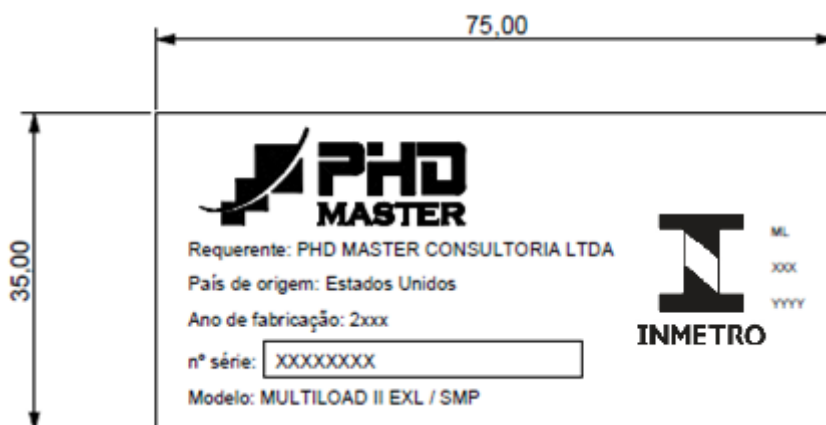 75,00
35,00
PHD
MASTER
Requerente: PHD MASTER CONSULTORIA LTDA
País de origem: Estados Unidos
Ano de fabricação: 2xxx
nº série: XXXXXXXX
Modelo: MULTILOAD II EXL / SMP
ML
XXX
YYYY
INMETRO